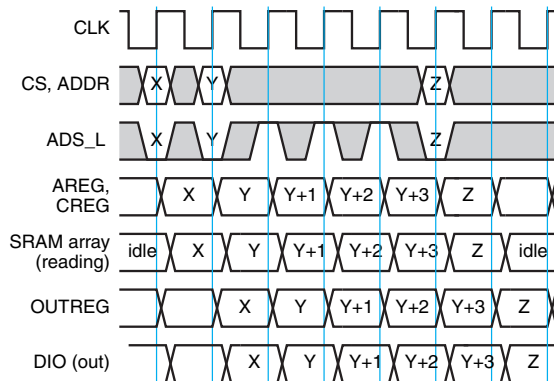 CLK
CS, ADDR X Y Z
ADS_L X Y Z
AREG, CREG X Y Y+1 Y+2 Y+3 Z
SRAM array (reading) idle X Y Y+1 Y+2 Y+3 Z idle
OUTREG X Y Y+1 Y+2 Y+3 Z
DIO (out) X Y Y+1 Y+2 Y+3 Z